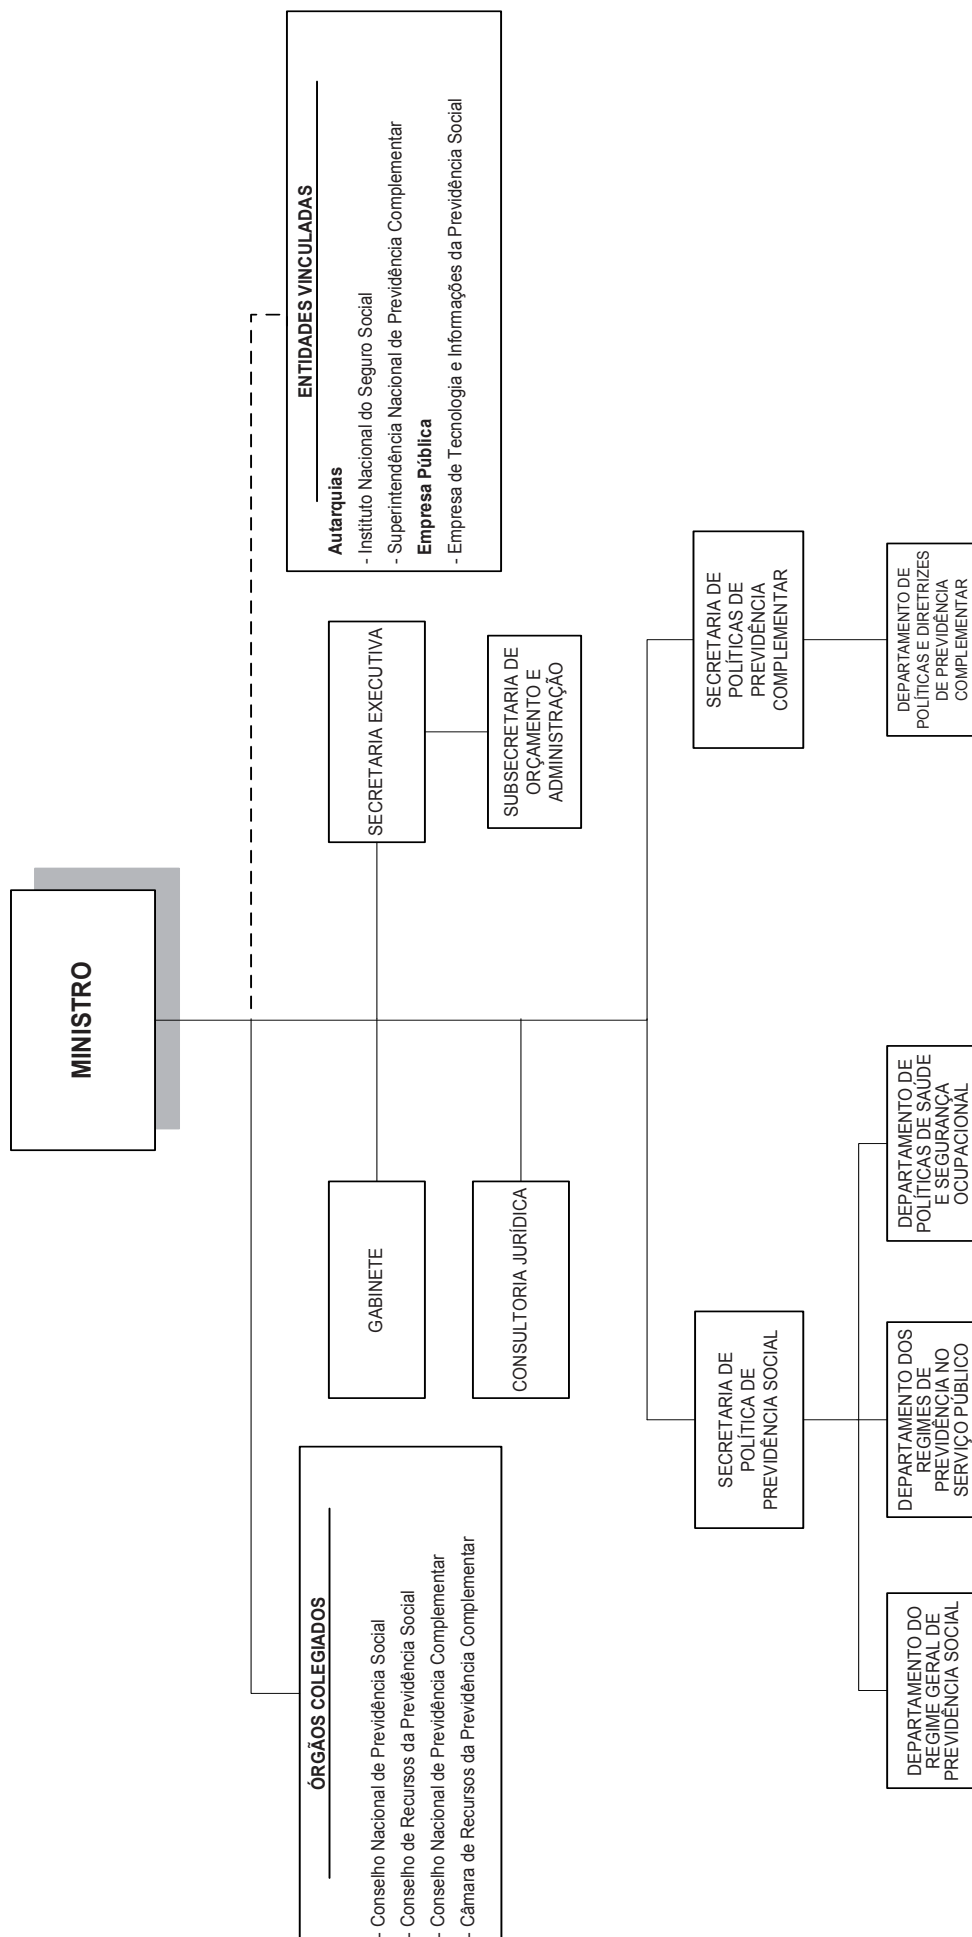 MINISTRO
ÓRGÃOS COLEGIADOS
- Conselho Nacional de Previdência Social
- Conselho de Recursos da Previdência Social
- Conselho Nacional de Previdência Complementar
- Câmara de Recursos da Previdência Complementar
ENTIDADES VINCULADAS
Autarquias
- Instituto Nacional do Seguro Social
- Superintendência Nacional de Previdência Complementar
Empresa Pública
- Empresa de Tecnologia e Informações da Previdência Social
GABINETE
SECRETARIA EXECUTIVA
SUBSECRETARIA DE
ORÇAMENTO E
ADMINISTRAÇÃO
CONSULTORIA JURÍDICA
SECRETARIA DE
POLÍTICA DE
PREVIDÊNCIA SOCIAL
SECRETARIA DE
POLÍTICAS DE
PREVIDÊNCIA
COMPLEMENTAR
DEPARTAMENTO DO
REGIME GERAL DE
PREVIDÊNCIA SOCIAL
DEPARTAMENTO DOS
REGIMES DE
PREVIDÊNCIA NO
SERVIÇO PÚBLICO
DEPARTAMENTO DE
POLÍTICAS DE SAÚDE
E SEGURANÇA
OCUPACIONAL
DEPARTAMENTO DE
POLÍTICAS E DIRETRIZES
DE PREVIDÊNCIA
COMPLEMENTAR